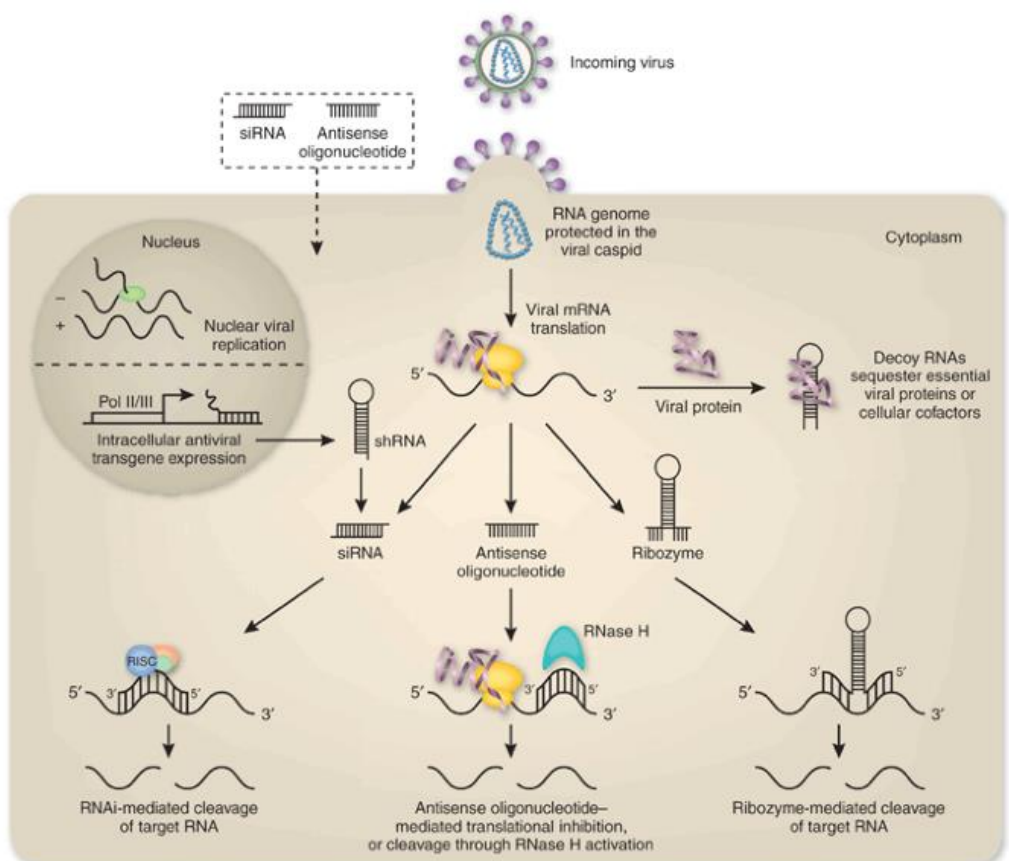 Incoming virus
siRNA
Antisense
oligonucleotide
RNA genome
protected in the
viral caspid
Nucleus
Cytoplasm
−
+
Nuclear viral
replication
Viral mRNA
translation
5′
3′
Viral protein
Decoy RNAs
sequester essential
viral proteins or
cellular cofactors
Pol II/III
Intracellular antiviral
transgene expression
shRNA
siRNA
Antisense
oligonucleotide
Ribozyme
RISC
5′
3′
5′
3′
RNase H
5′
3′
5′
3′
5′
3′
5′
3′
RNAi-mediated cleavage
of target RNA
Antisense oligonucleotide–
mediated translational inhibition,
or cleavage through RNase H activation
Ribozyme-mediated cleavage
of target RNA